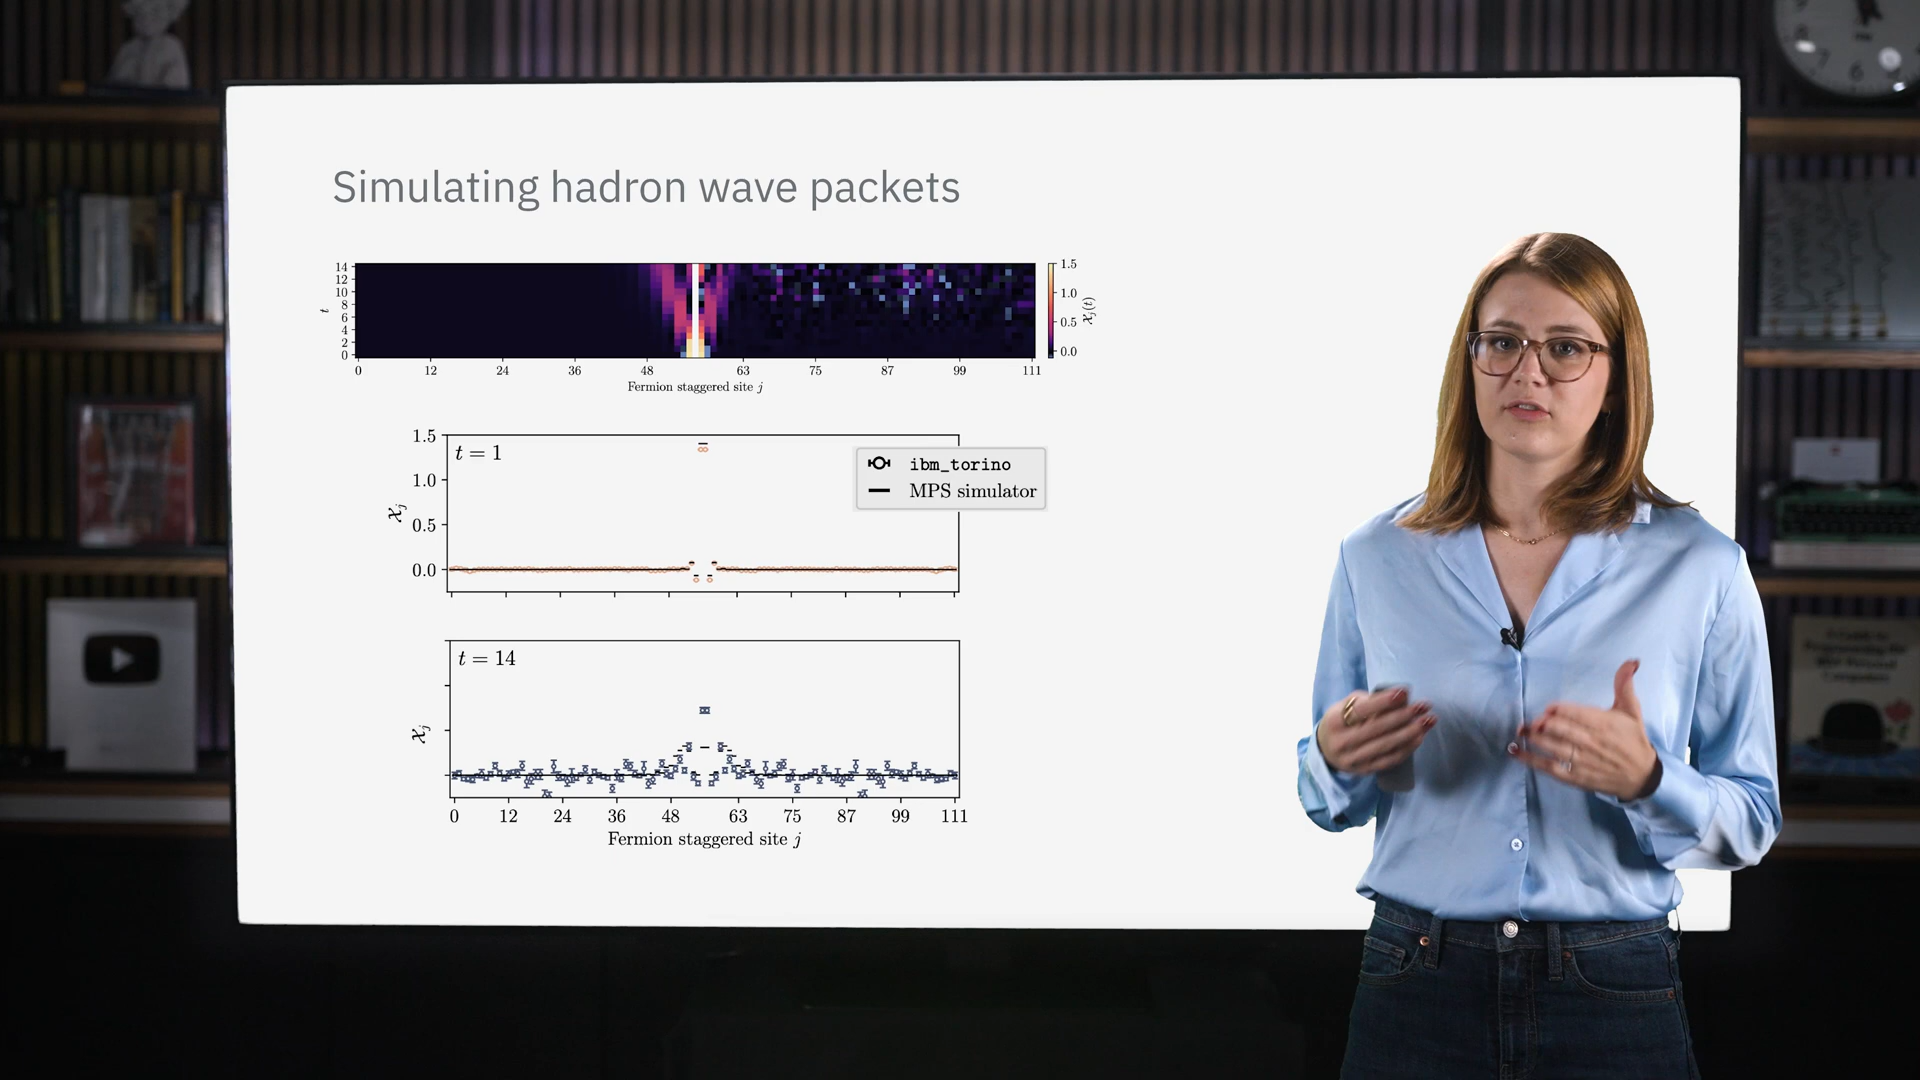 Simulating hadron wave packets
14
12
10
8
6
4
2
0
t
0 12 24 36 48 63 75 87 99 111
Fermion staggered site j
1.5
1.0
0.5
0.0
𝒳ⱼ(t)
t = 1
1.5
1.0
0.5
0.0
𝒳ⱼ
ibm_torino
MPS simulator
t = 14
𝒳ⱼ
0 12 24 36 48 63 75 87 99 111
Fermion staggered site j